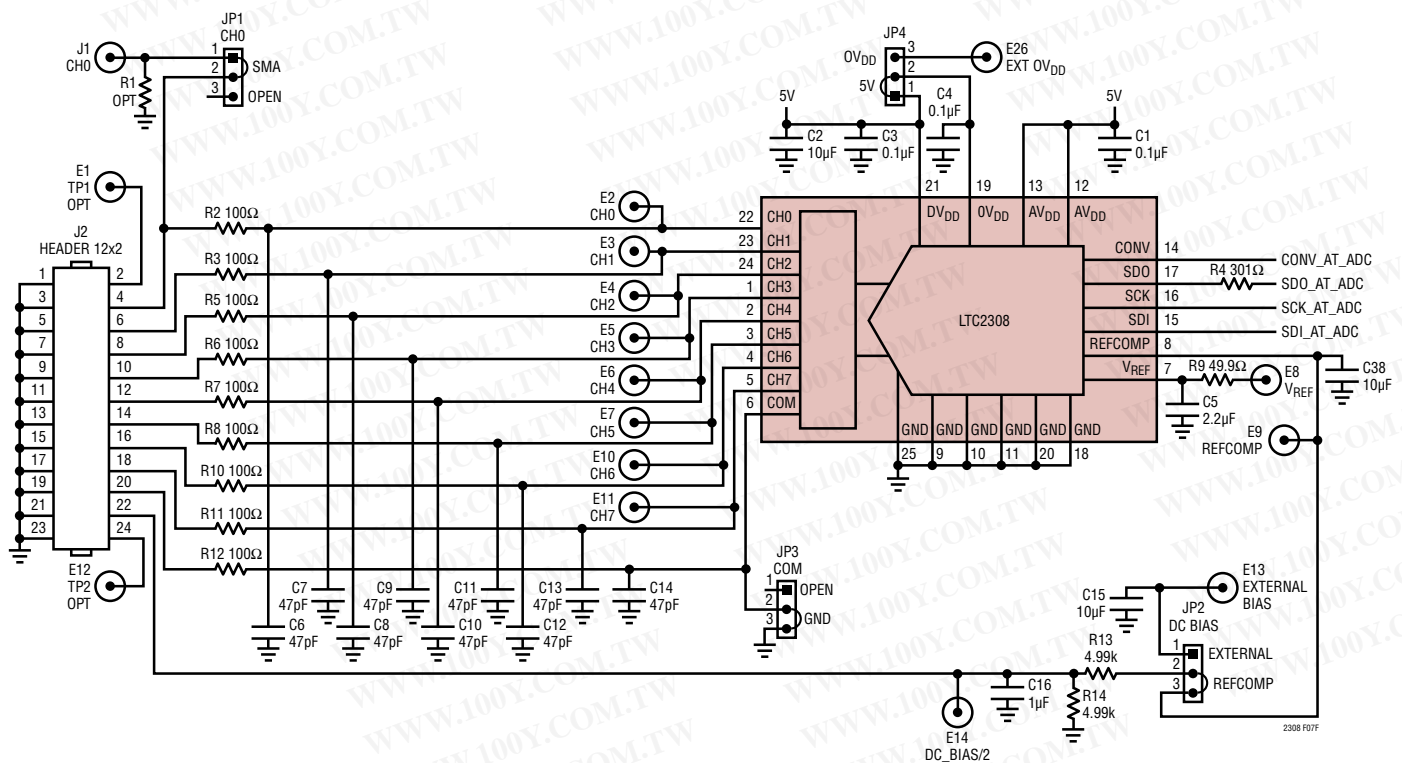 JP1
CH0
J1
CH0
1
2
3
SMA
OPEN
R1
OPT
JP4
0VDD
3
2
1
5V
E26
EXT 0VDD
C4
0.1µF
5V
C2
10µF
C3
0.1µF
5V
C1
0.1µF
E1
TP1
OPT
J2
HEADER 12x2
1
3
5
7
9
11
13
15
17
19
21
23
2
4
6
8
10
12
14
16
18
20
22
24
E12
TP2
OPT
R2 100Ω
R3 100Ω
R5 100Ω
R6 100Ω
R7 100Ω
R8 100Ω
R10 100Ω
R11 100Ω
R12 100Ω
E2
CH0
E3
CH1
E4
CH2
E5
CH3
E6
CH4
E7
CH5
E10
CH6
E11
CH7
22 CH0
23 CH1
24 CH2
1 CH3
2 CH4
3 CH5
4 CH6
5 CH7
6 COM
21 19 13 12
DVDD 0VDD AVDD AVDD
LTC2308
CONV 14
SDO 17
SCK 16
SDI 15
REFCOMP 8
VREF 7
GND GND GND GND GND GND
25 9 10 11 20 18
CONV_AT_ADC
R4 301Ω
SDO_AT_ADC
SCK_AT_ADC
SDI_AT_ADC
R9 49.9Ω
E8
VREF
C38
10µF
C5
2.2µF
E9
REFCOMP
C7
47pF
C9
47pF
C11
47pF
C13
47pF
C14
47pF
C6
47pF
C8
47pF
C10
47pF
C12
47pF
JP3
COM
1
2
3
OPEN
GND
C15
10µF
E13
EXTERNAL
BIAS
JP2
DC BIAS
1
2
3
EXTERNAL
REFCOMP
R13
4.99k
R14
4.99k
C16
1µF
E14
DC_BIAS/2
2308 F07F
WWW.100Y.COM.TW